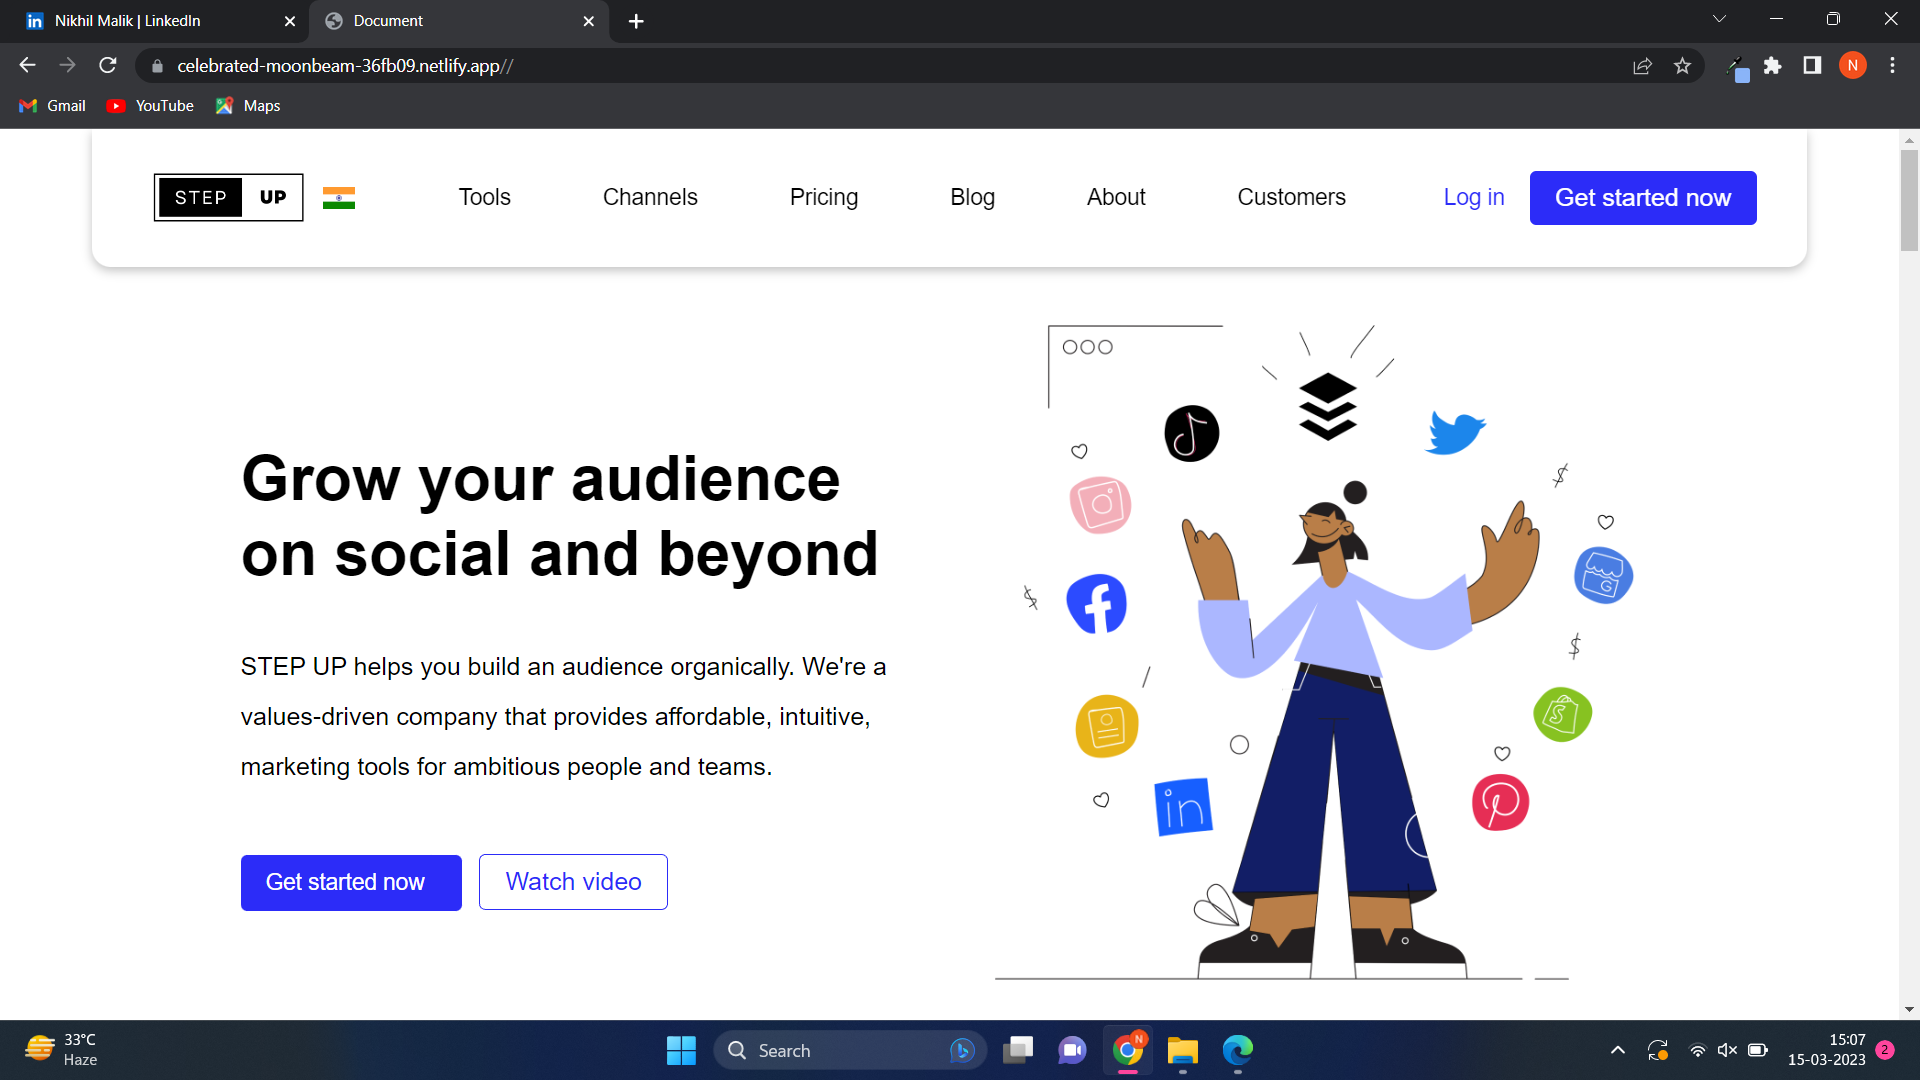 Nikhil Malik | LinkedIn
Document
celebrated-moonbeam-36fb09.netlify.app//
N
Gmail
YouTube
Maps
STEP UP
Tools
Channels
Pricing
Blog
About
Customers
Log in
Get started now
Grow your audience
on social and beyond
STEP UP helps you build an audience organically. We're a
values-driven company that provides affordable, intuitive,
marketing tools for ambitious people and teams.
Get started now
Watch video
33°C
Haze
Search
N
15:07
15-03-2023
2